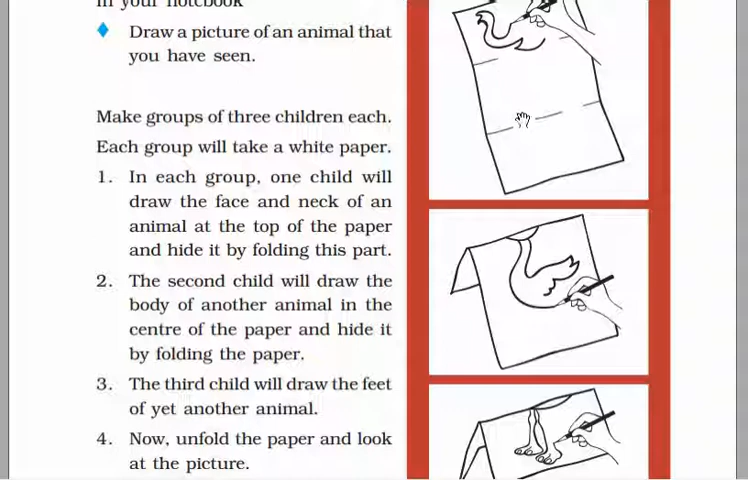 in your notebook
Draw a picture of an animal that
you have seen.
Make groups of three children each.
Each group will take a white paper.
1. In each group, one child will
draw the face and neck of an
animal at the top of the paper
and hide it by folding this part.
2. The second child will draw the
body of another animal in the
centre of the paper and hide it
by folding the paper.
3. The third child will draw the feet
of yet another animal.
4. Now, unfold the paper and look
at the picture.